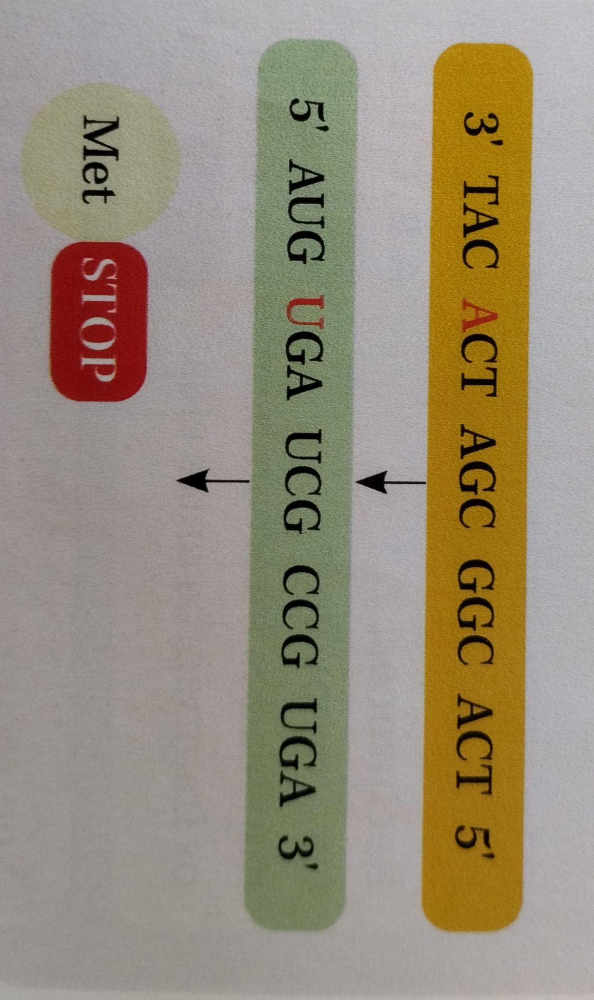 3' TAC ACT AGC GGC ACT 5'
5' AUG UGA UCG CCG UGA 3'
Met STOP